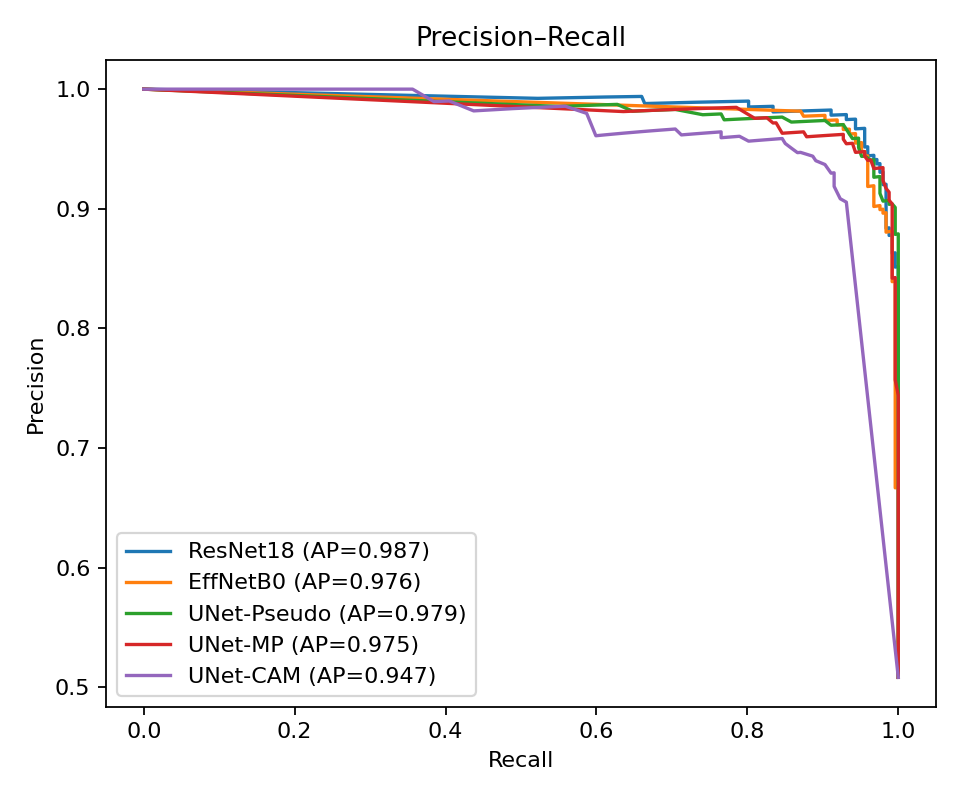 Precision–Recall
1.0
0.9
0.8
0.7
0.6
0.5
Precision
ResNet18 (AP=0.987)
EffNetB0 (AP=0.976)
UNet-Pseudo (AP=0.979)
UNet-MP (AP=0.975)
UNet-CAM (AP=0.947)
0.0 0.2 0.4 0.6 0.8 1.0
Recall